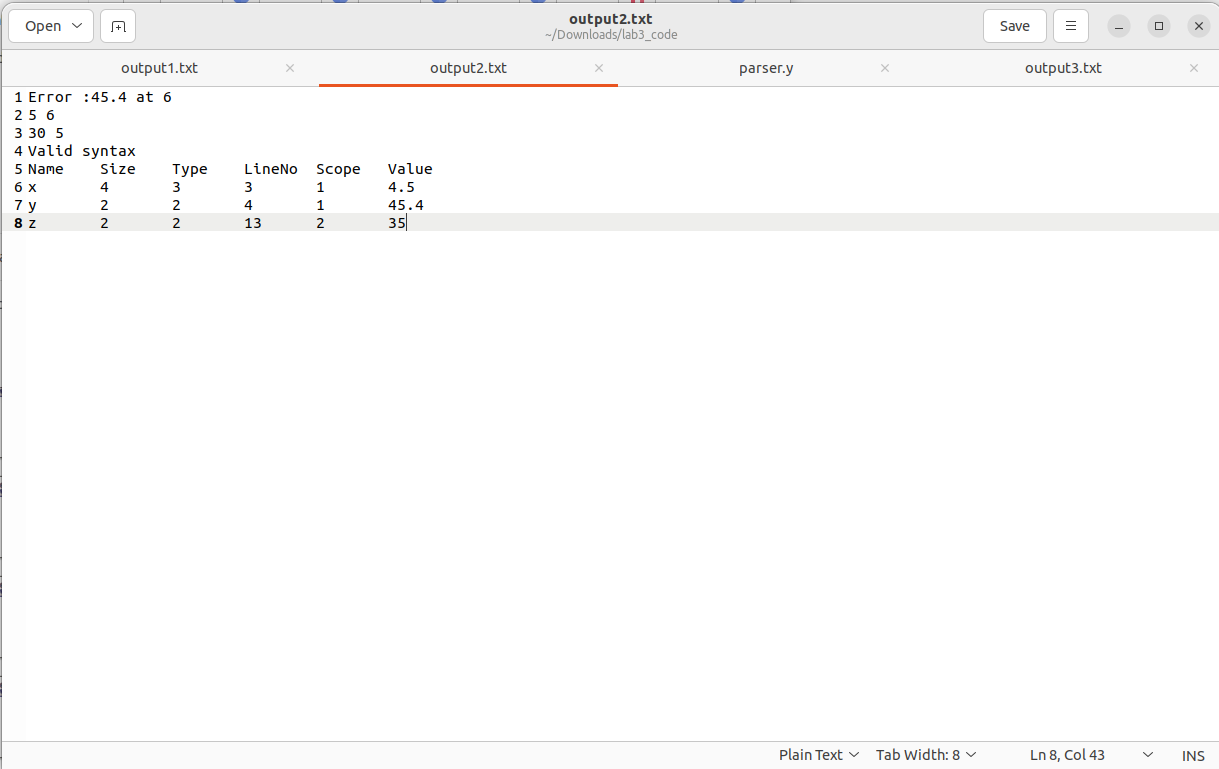 Open
output2.txt
~/Downloads/lab3_code
Save
output1.txt
output2.txt
parser.y
output3.txt
1 Error :45.4 at 6
2 5 6
3 30 5
4 Valid syntax
5 Name Size Type LineNo Scope Value
6 x 4 3 3 1 4.5
7 y 2 2 4 1 45.4
8 z 2 2 13 2 35
Plain Text Tab Width: 8 Ln 8, Col 43 INS